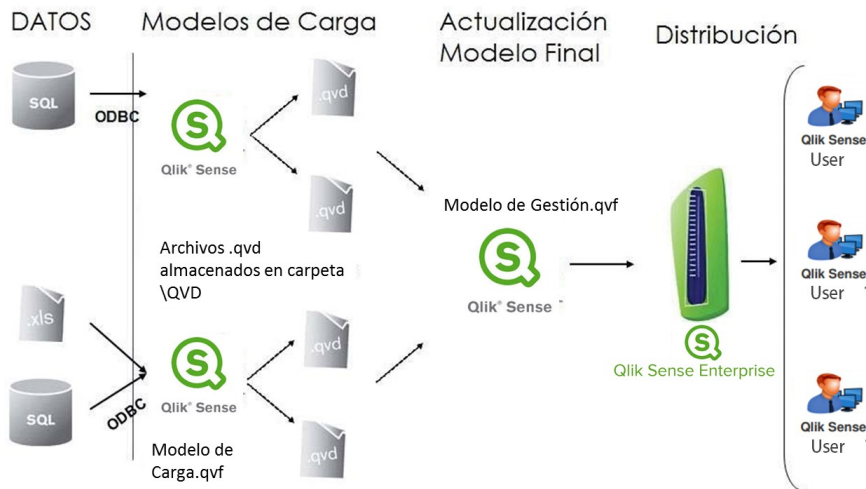 DATOS
Modelos de Carga
Actualización
Modelo Final
Distribución
SQL
ODBC
Qlik® Sense
.qvd
.qvd
Archivos .qvd
almacenados en carpeta
\QVD
.xls
SQL
ODBC
Qlik® Sense
.qvd
.qvd
Modelo de
Carga.qvf
Modelo de Gestión.qvf
Qlik® Sense
Qlik Sense Enterprise
Qlik Sense
User
Qlik Sense
User
Qlik Sense
User